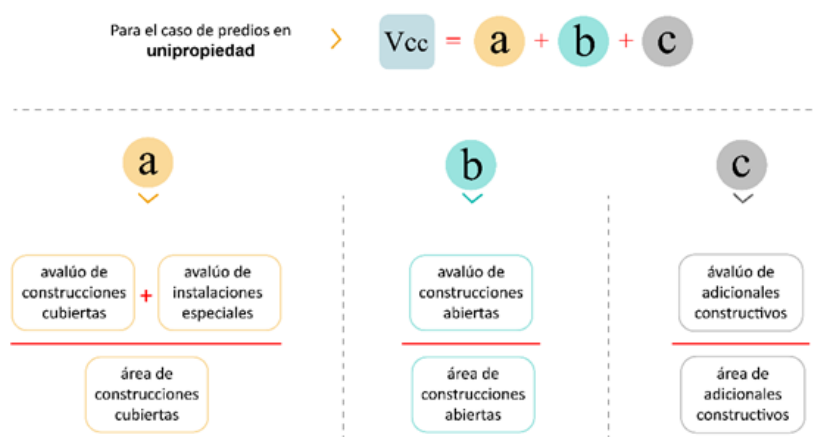 Para el caso de predios en
unipropiedad
> Vcc = a + b + c
a
b
c
avalúo de
construcciones
cubiertas
+
avalúo de
instalaciones
especiales
área de
construcciones
cubiertas
avalúo de
construcciones
abiertas
área de
construcciones
abiertas
ávalúo de
adicionales
constructivos
área de
adicionales
constructivos